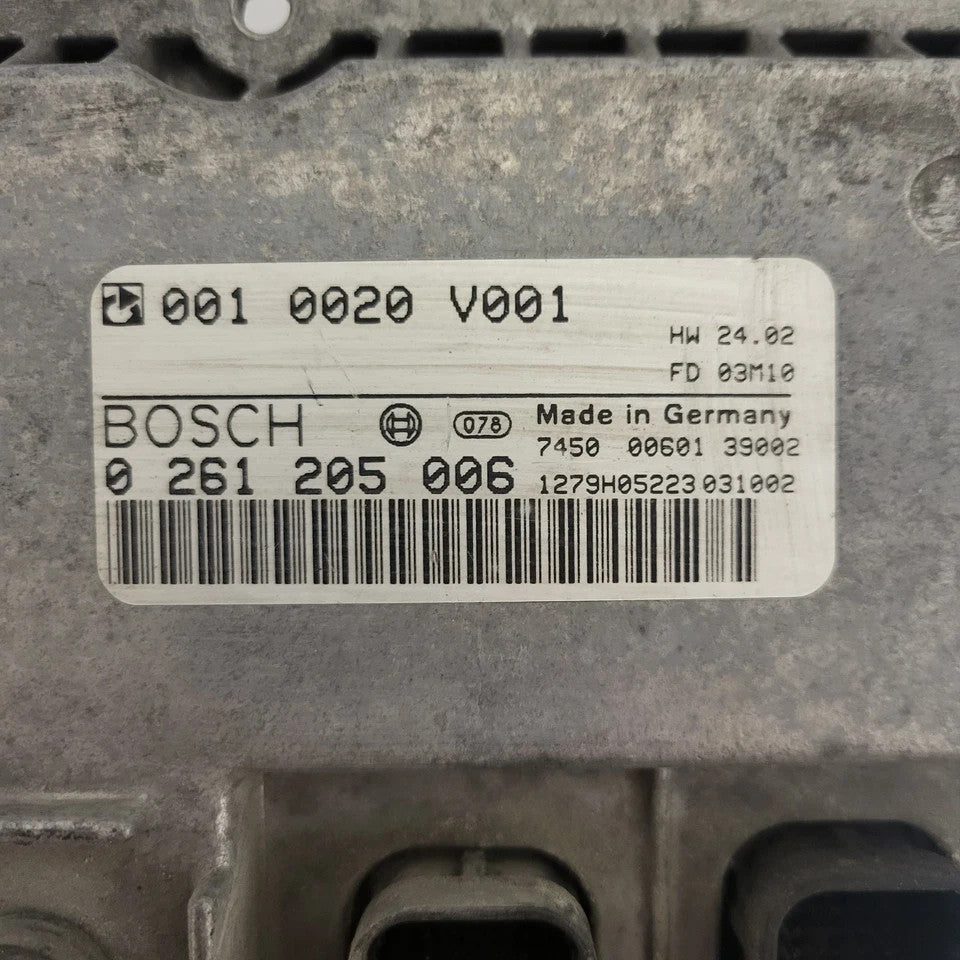 001 0020 V001
HW 24.02
FD 03M10
BOSCH 078 Made in Germany
7450 00601 39002
0 261 205 006 1279H05223 031002